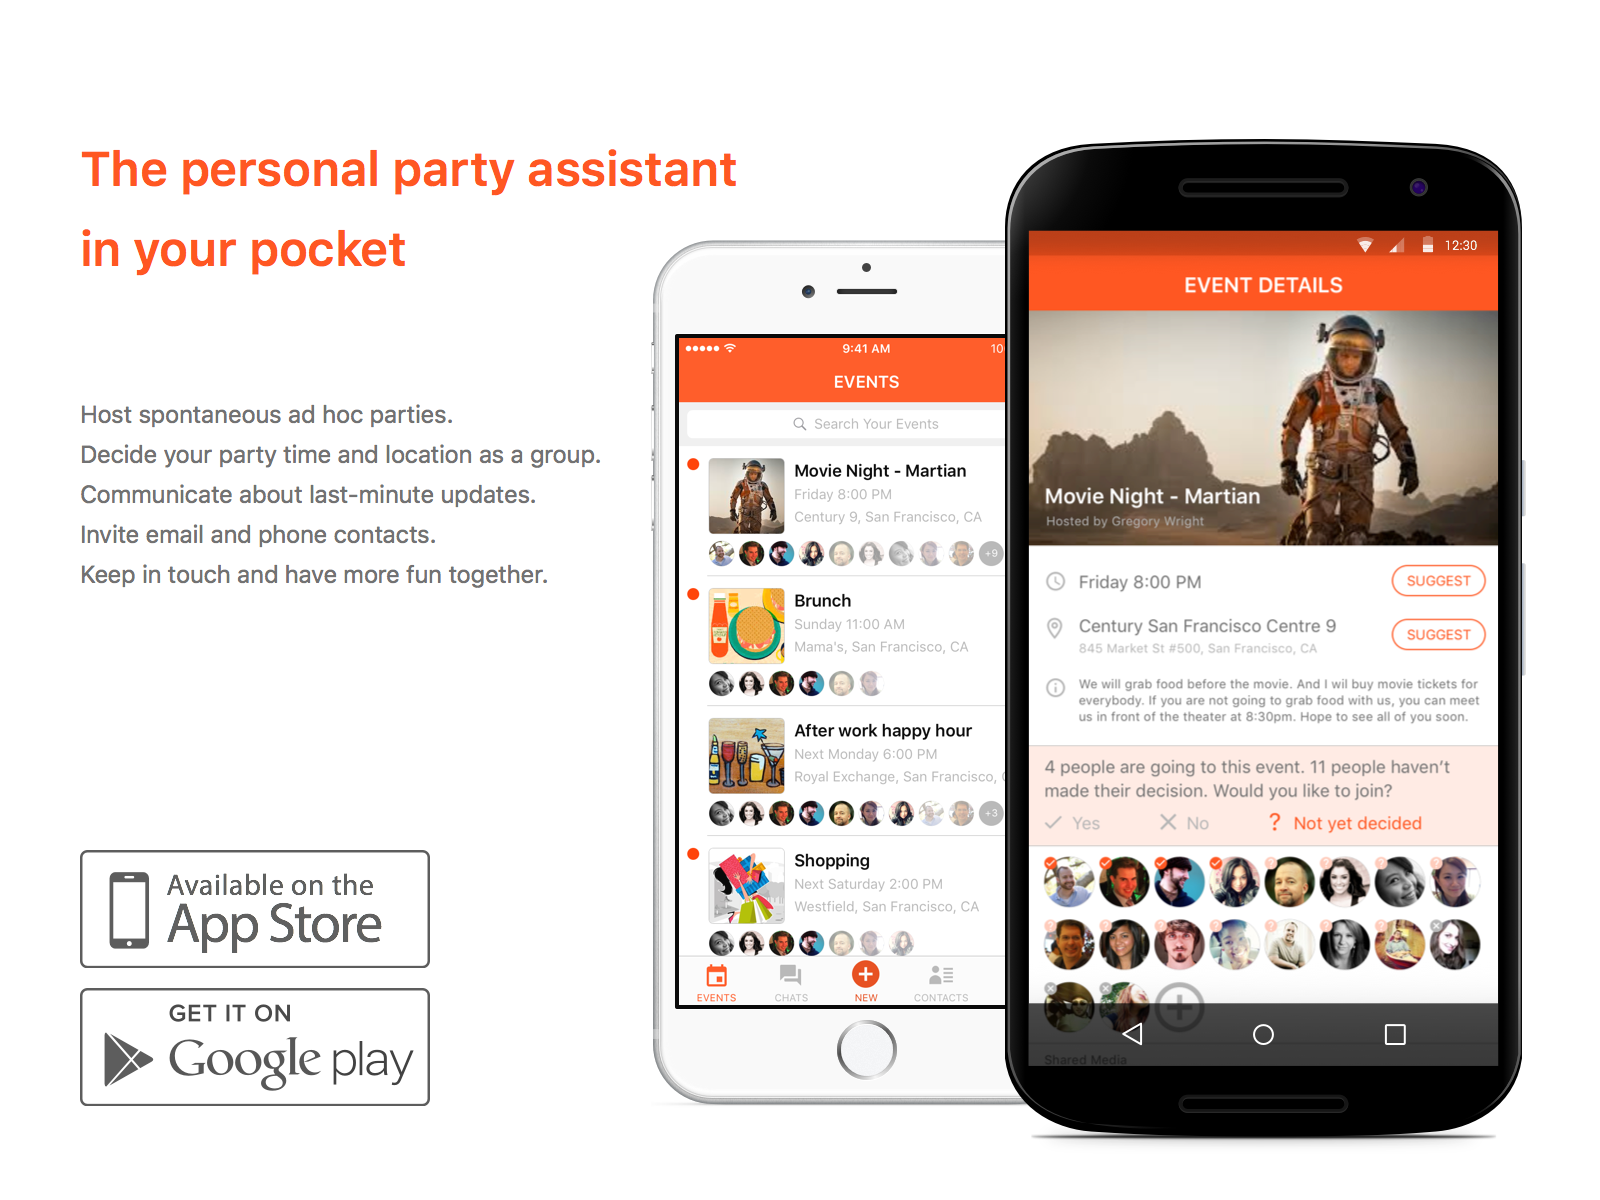 The personal party assistant
in your pocket
Host spontaneous ad hoc parties.
Decide your party time and location as a group.
Communicate about last-minute updates.
Invite email and phone contacts.
Keep in touch and have more fun together.
Available on the
App Store
GET IT ON
Google play
9:41 AM
10
EVENTS
Search Your Events
Movie Night - Martian
Friday 8:00 PM
Century 9, San Francisco, CA
+9
Brunch
Sunday 11:00 AM
Mama's, San Francisco, CA
After work happy hour
Next Monday 6:00 PM
Royal Exchange, San Francisco,
+3
Shopping
Next Saturday 2:00 PM
Westfield, San Francisco, CA
EVENTS
CHATS
NEW
CONTACTS
12:30
EVENT DETAILS
Movie Night - Martian
Hosted by Gregory Wright
Friday 8:00 PM
SUGGEST
Century San Francisco Centre 9
845 Market St #500, San Francisco, CA
SUGGEST
We will grab food before the movie. And I wil buy movie tickets for
everybody. If you are not going to grab food with us, you can meet
us in front of the theater at 8:30pm. Hope to see all of you soon.
4 people are going to this event. 11 people haven't
made their decision. Would you like to join?
Yes
No
? Not yet decided
Shared Media